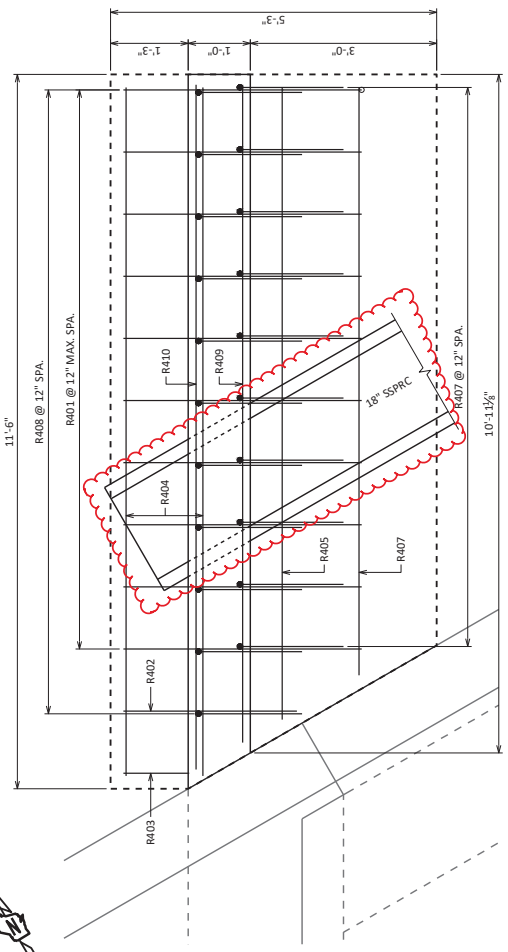 5'-3"
1'-3"
1'-0"
3'-0"
11'-6"
R408 @ 12" SPA.
R401 @ 12" MAX. SPA.
R410
R409
R404
18" SSPRC
R407 @ 12" SPA.
10'-11⅛"
R405
R407
R402
R403
N